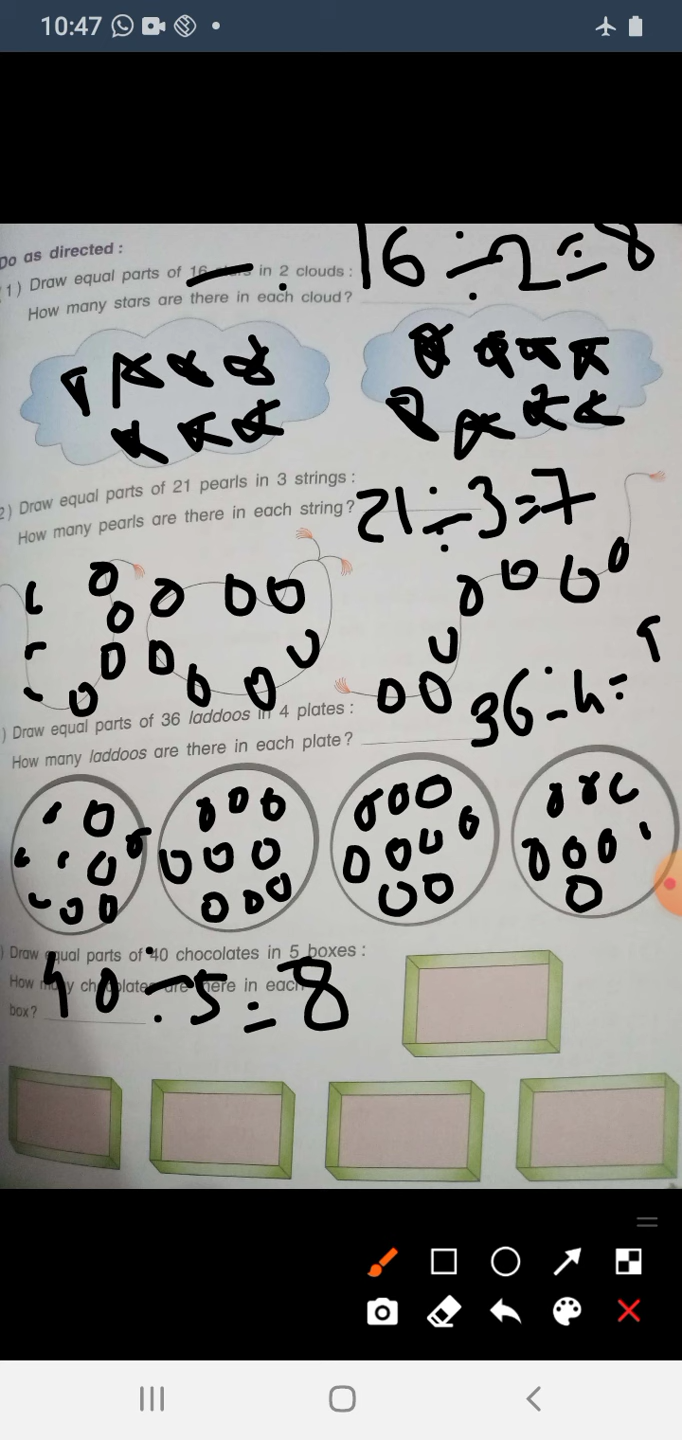 10:47
Do as directed :
1) Draw equal parts of 16 stars in 2 clouds :
16÷2=8
How many stars are there in each cloud?
2) Draw equal parts of 21 pearls in 3 strings :
How many pearls are there in each string?
21÷3=7
) Draw equal parts of 36 laddoos in 4 plates :
36÷4=9
How many laddoos are there in each plate?
) Draw equal parts of 40 chocolates in 5 boxes :
How many chocolates are there in each
40÷5=8
box?